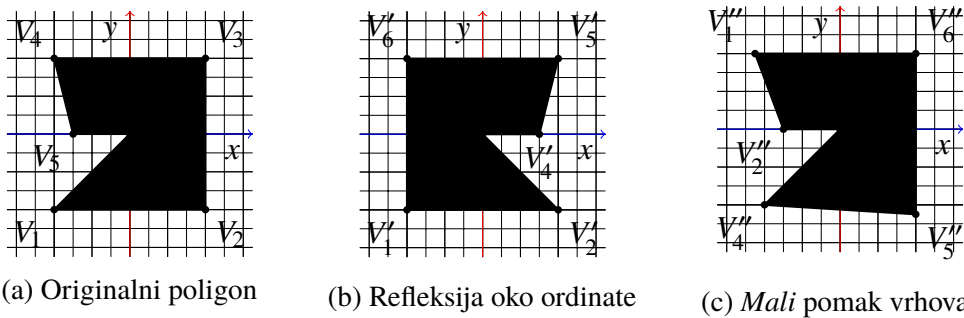 V₄ y V₃
V₅ x
V₁ V₂
(a) Originalni poligon
V₆′ y V₅′
V₄′ x
V₁′ V₂′
(b) Refleksija oko ordinate
V₁″ y V₆″
V₂″ x
V₄″ V₅″
(c) Mali pomak vrhova